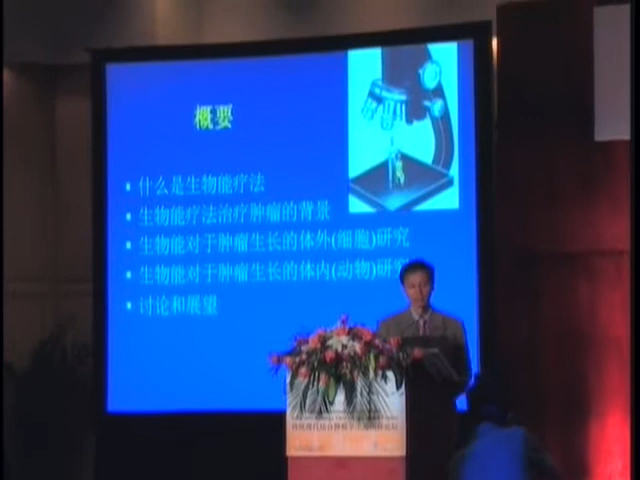 概要
什么是生物能疗法
生物能疗法治疗肿瘤的背景
生物能对于肿瘤生长的体外(细胞)研究
生物能对于肿瘤生长的体内(动物)研究
讨论和展望